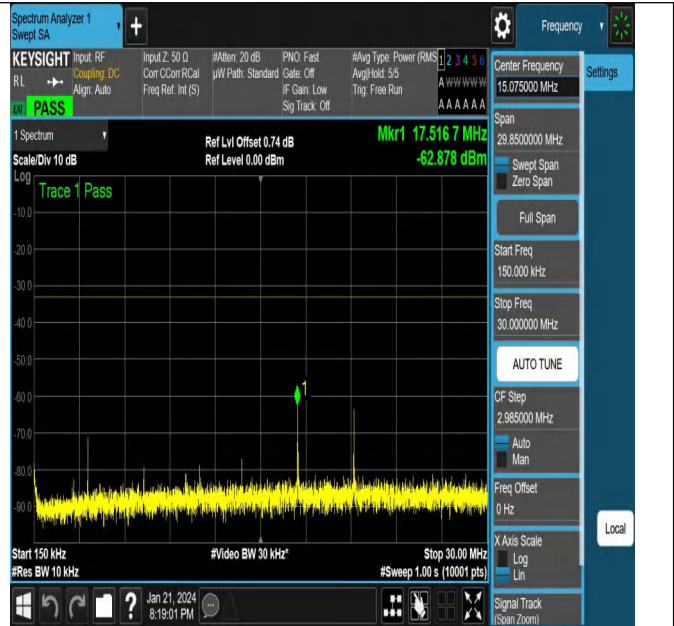 Spectrum Analyzer 1
Swept SA
Frequency
KEYSIGHT
RL
PASS
Input: RF
Coupling: DC
Align: Auto
Input Z: 50 Ω
Corr CCorr RCal
Freq Ref: Int (S)
#Atten: 20 dB
µW Path: Standard
PNO: Fast
Gate: Off
IF Gain: Low
Sig Track: Off
#Avg Type: Power (RMS
Avg|Hold: 5/5
Trig: Free Run
1 2 3 4 5 6
A W W W W W
A A A A A A
1 Spectrum
Scale/Div 10 dB
Ref Lvl Offset 0.74 dB
Ref Level 0.00 dBm
Mkr1 17.516 7 MHz
-62.878 dBm
Log
Trace 1 Pass
-10.0
-20.0
-30.0
-40.0
-50.0
-60.0
-70.0
-80.0
-90.0
1
Start 150 kHz
#Res BW 10 kHz
#Video BW 30 kHz*
Stop 30.00 MHz
#Sweep 1.00 s (10001 pts)
Jan 21, 2024
8:19:01 PM
Center Frequency
15.075000 MHz
Settings
Span
29.8500000 MHz
Swept Span
Zero Span
Full Span
Start Freq
150.000 kHz
Stop Freq
30.000000 MHz
AUTO TUNE
CF Step
2.985000 MHz
Auto
Man
Freq Offset
0 Hz
X Axis Scale
Log
Lin
Local
Signal Track
(Span Zoom)